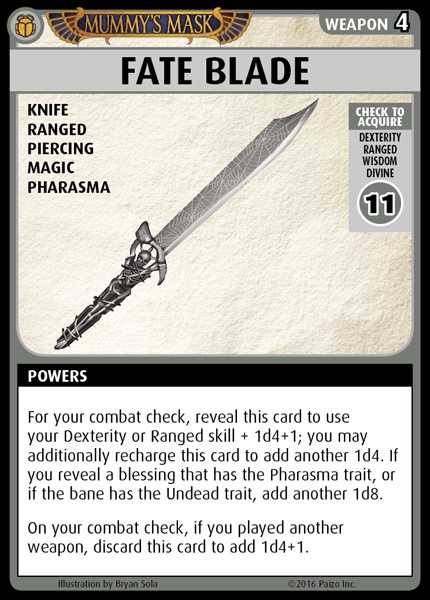 MUMMY'S MASK
WEAPON 4
FATE BLADE
KNIFE
RANGED
PIERCING
MAGIC
PHARASMA
CHECK TO
ACQUIRE
DEXTERITY
RANGED
WISDOM
DIVINE
11
POWERS
For your combat check, reveal this card to use
your Dexterity or Ranged skill + 1d4+1; you may
additionally recharge this card to add another 1d4. If
you reveal a blessing that has the Pharasma trait, or
if the bane has the Undead trait, add another 1d8.
On your combat check, if you played another
weapon, discard this card to add 1d4+1.
Illustration by Bryan Sola
©2016 Paizo Inc.